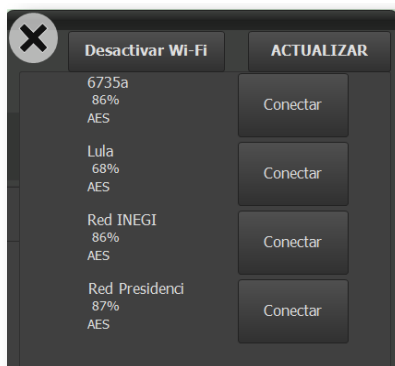 Desactivar Wi-Fi
ACTUALIZAR
6735a
86%
AES
Conectar
Lula
68%
AES
Conectar
Red INEGI
86%
AES
Conectar
Red Presidenci
87%
AES
Conectar